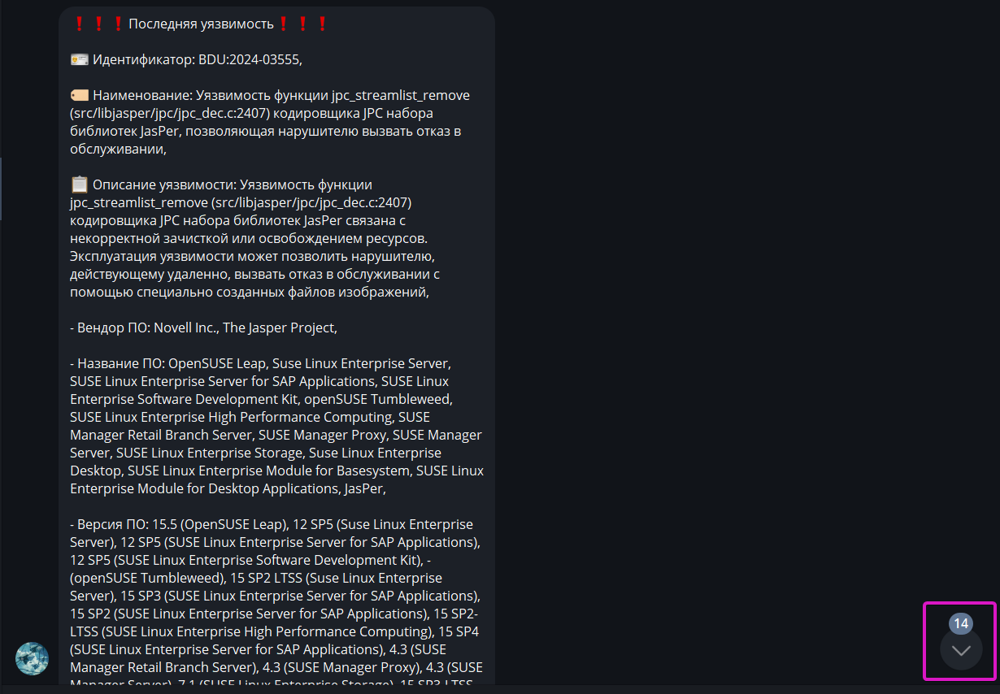 ❗❗❗Последняя уязвимость❗❗❗
🪪 Идентификатор: BDU:2024-03555,
🏷 Наименование: Уязвимость функции jpc_streamlist_remove
(src/libjasper/jpc/jpc_dec.c:2407) кодировщика JPC набора
библиотек JasPer, позволяющая нарушителю вызвать отказ в
обслуживании,
📋 Описание уязвимости: Уязвимость функции
jpc_streamlist_remove (src/libjasper/jpc/jpc_dec.c:2407)
кодировщика JPC набора библиотек JasPer связана с
некорректной зачисткой или освобождением ресурсов.
Эксплуатация уязвимости может позволить нарушителю,
действующему удаленно, вызвать отказ в обслуживании с
помощью специально созданных файлов изображений,
- Вендор ПО: Novell Inc., The Jasper Project,
- Название ПО: OpenSUSE Leap, Suse Linux Enterprise Server,
SUSE Linux Enterprise Server for SAP Applications, SUSE Linux
Enterprise Software Development Kit, openSUSE Tumbleweed,
SUSE Linux Enterprise High Performance Computing, SUSE
Manager Retail Branch Server, SUSE Manager Proxy, SUSE Manager
Server, SUSE Linux Enterprise Storage, Suse Linux Enterprise
Desktop, SUSE Linux Enterprise Module for Basesystem, SUSE Linux
Enterprise Module for Desktop Applications, JasPer,
- Версия ПО: 15.5 (OpenSUSE Leap), 12 SP5 (Suse Linux Enterprise
Server), 12 SP5 (SUSE Linux Enterprise Server for SAP Applications),
12 SP5 (SUSE Linux Enterprise Software Development Kit), -
(openSUSE Tumbleweed), 15 SP2 LTSS (Suse Linux Enterprise
Server), 15 SP3 (SUSE Linux Enterprise Server for SAP Applications),
15 SP2 (SUSE Linux Enterprise Server for SAP Applications), 15 SP2-
LTSS (SUSE Linux Enterprise High Performance Computing), 15 SP4
(SUSE Linux Enterprise Server for SAP Applications), 4.3 (SUSE
Manager Retail Branch Server), 4.3 (SUSE Manager Proxy), 4.3 (SUSE
Manager Server), 7.1 (SUSE Linux Enterprise Storage), 15 SP3 LTSS
14